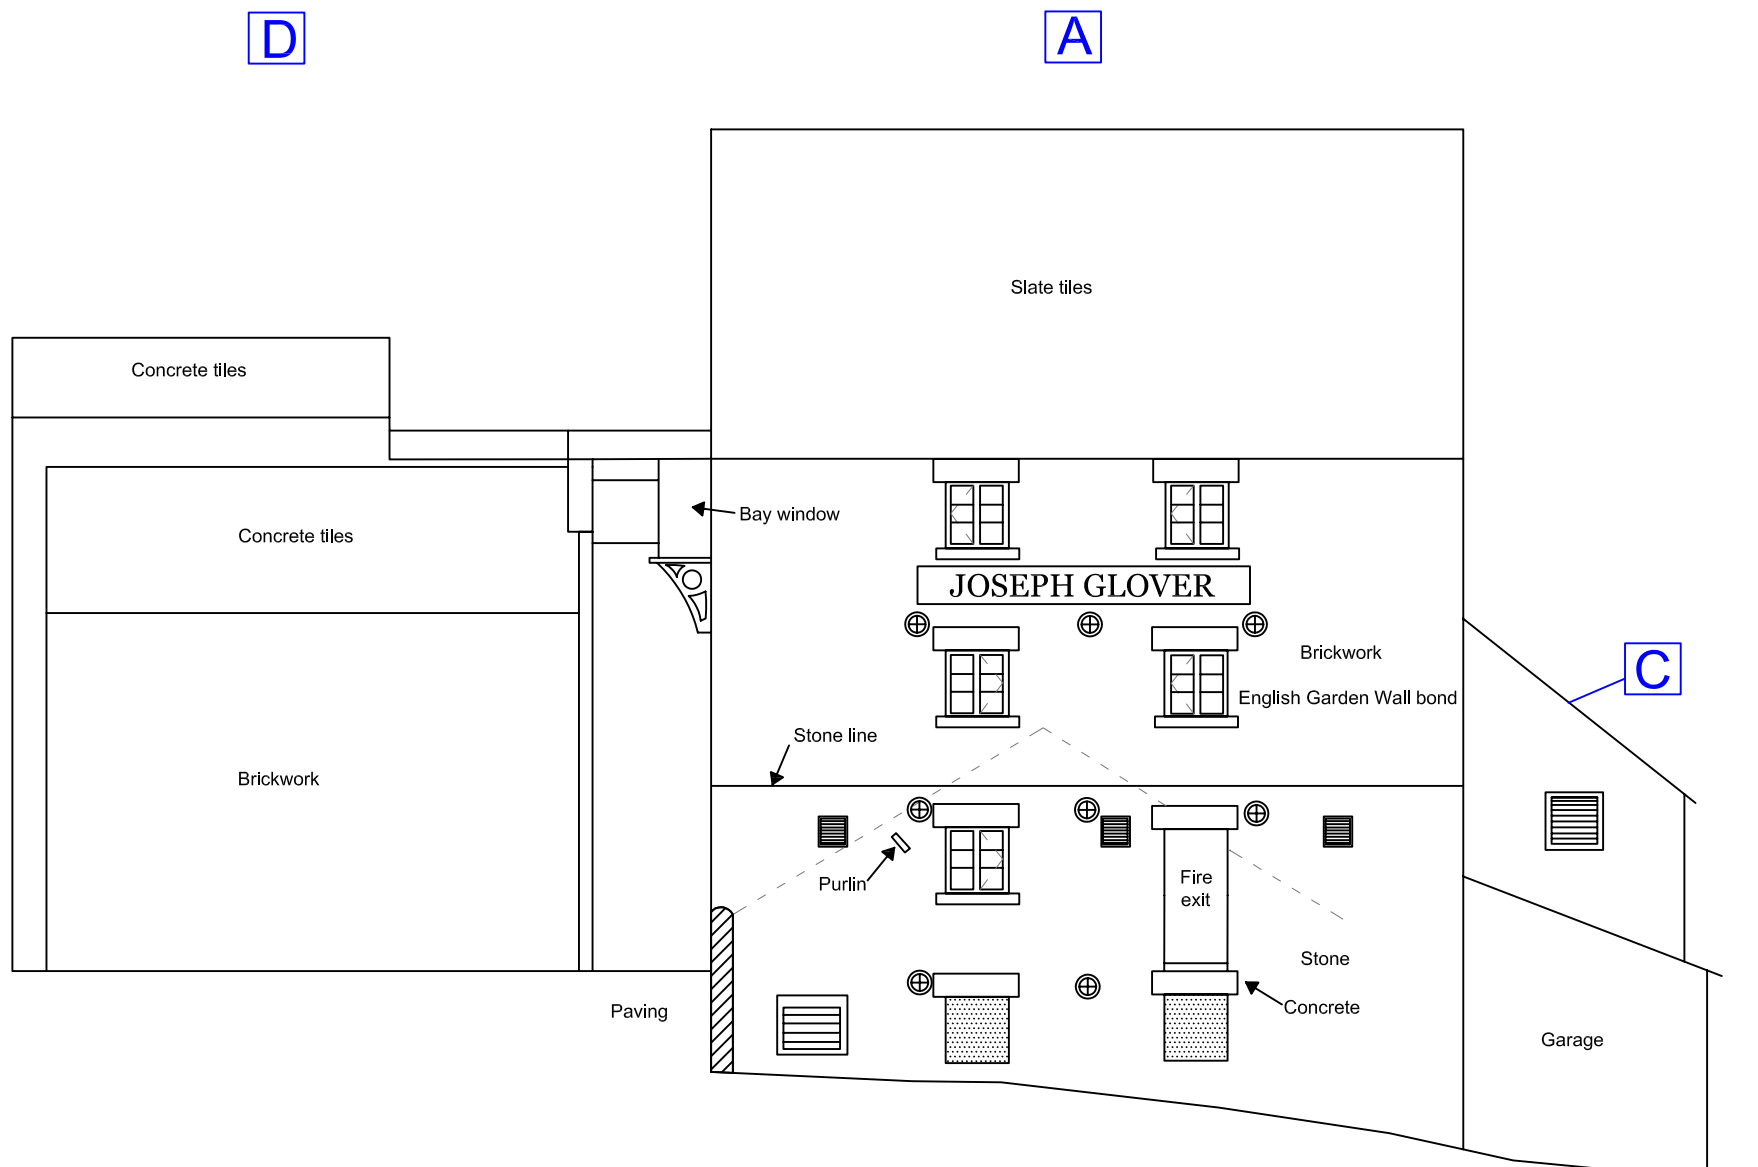 D
A
Slate tiles
Concrete tiles
Concrete tiles
Bay window
JOSEPH GLOVER
Brickwork
English Garden Wall bond
C
Stone line
Brickwork
Purlin
Fire
exit
Stone
Paving
Concrete
Garage